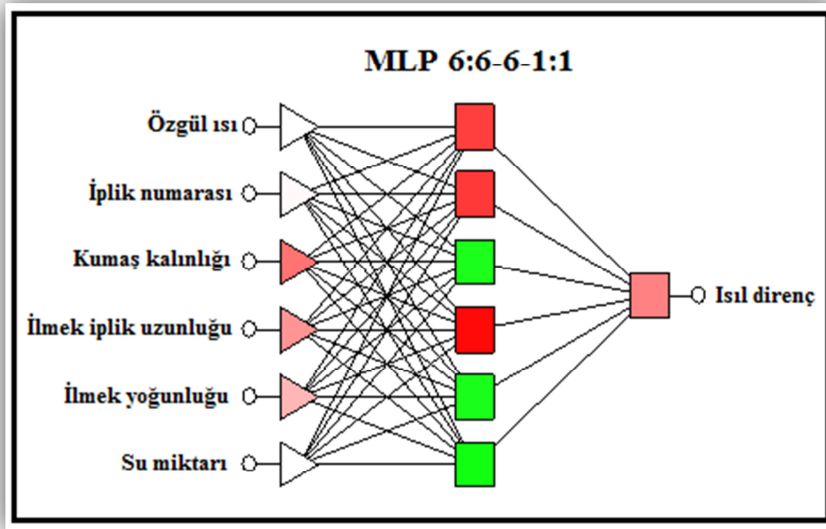 MLP 6:6-6-1:1
Özgül ısı
İplik numarası
Kumaş kalınlığı
İlmek iplik uzunluğu
İlmek yoğunluğu
Su miktarı
Isıl direnç